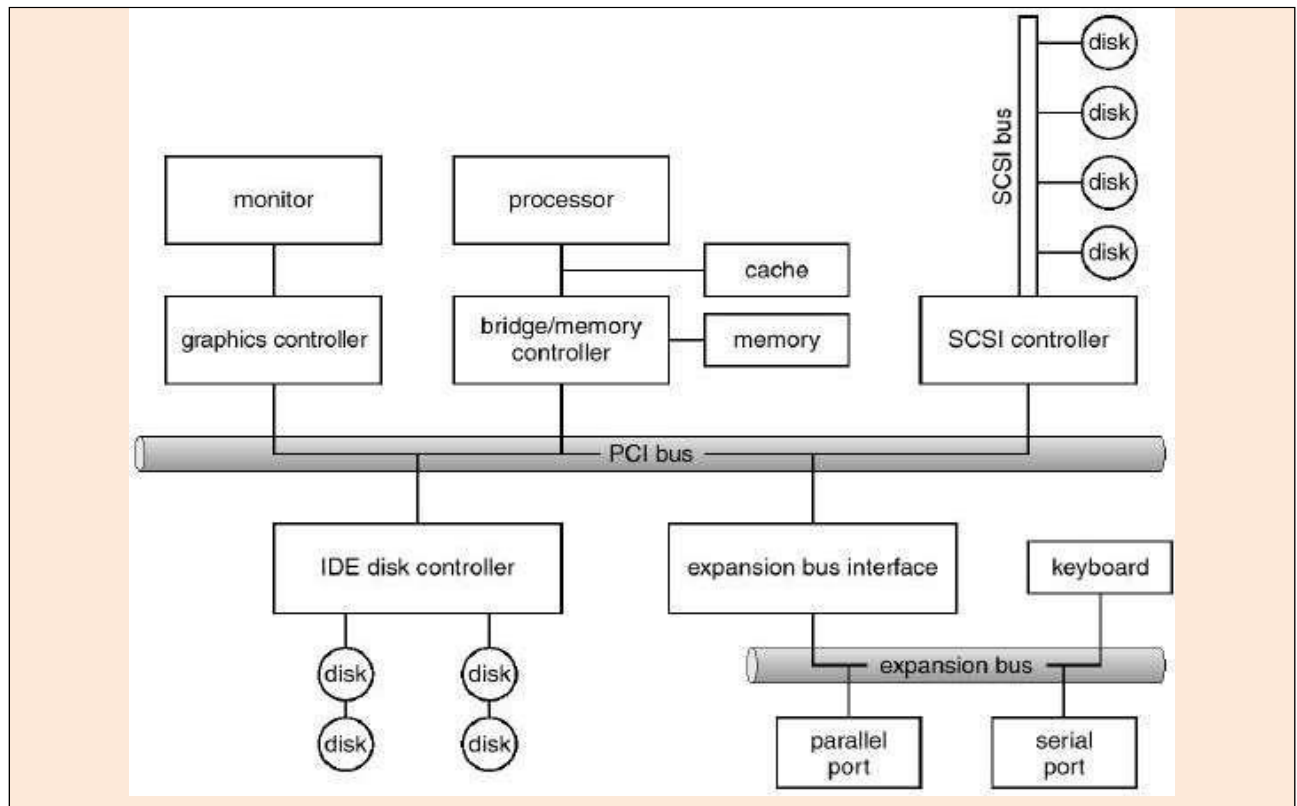 disk
disk
SCSI bus
disk
disk
monitor
processor
cache
graphics controller
bridge/memory
controller
memory
SCSI controller
PCI bus
IDE disk controller
expansion bus interface
keyboard
disk
disk
expansion bus
disk
disk
parallel
port
serial
port